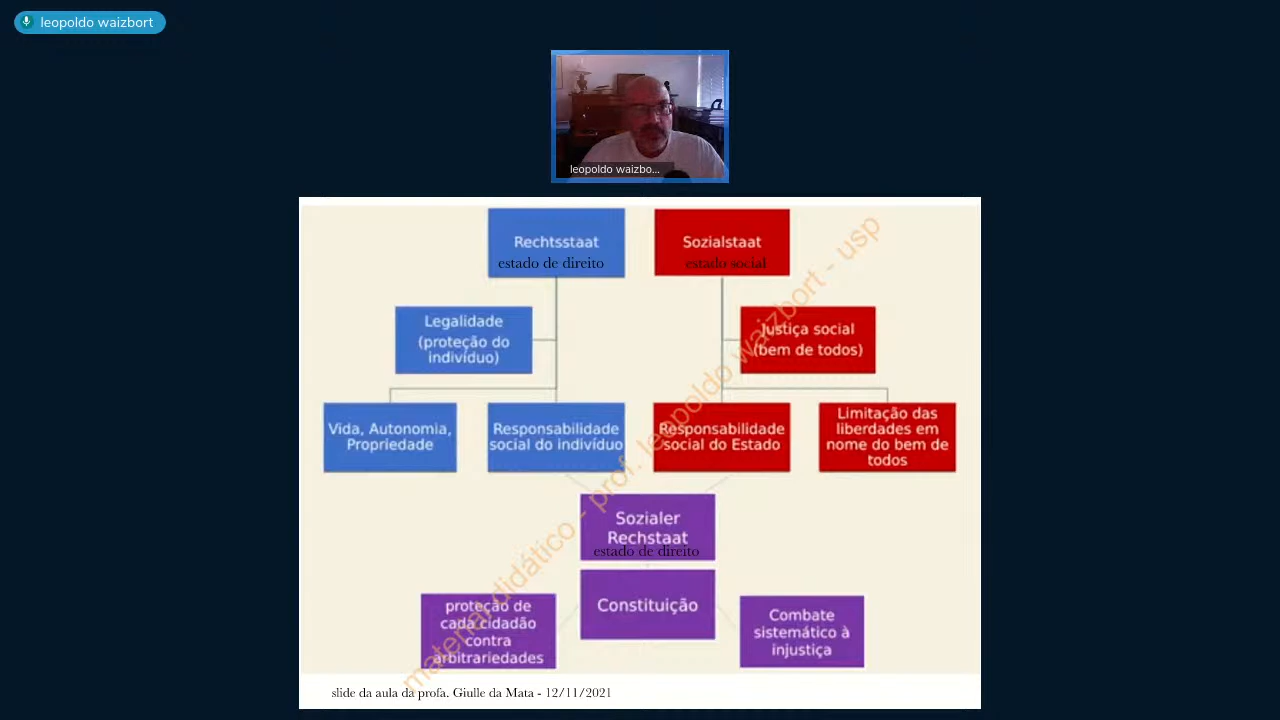 leopoldo waizbort
leopoldo waizbo...
Rechtsstaat
estado de direito
Sozialstaat
estado social
Legalidade
(proteção do
indivíduo)
Justiça social
(bem de todos)
Vida, Autonomia,
Propriedade
Responsabilidade
social do indivíduo
Responsabilidade
social do Estado
Limitação das
liberdades em
nome do bem de
todos
Sozialer
Rechstaat
estado de direito
Constituição
proteção de
cada cidadão
contra
arbitrariedades
Combate
sistemático à
injustiça
material didático - prof. leopoldo waizbort - usp
slide da aula da profa. Giulle da Mata - 12/11/2021